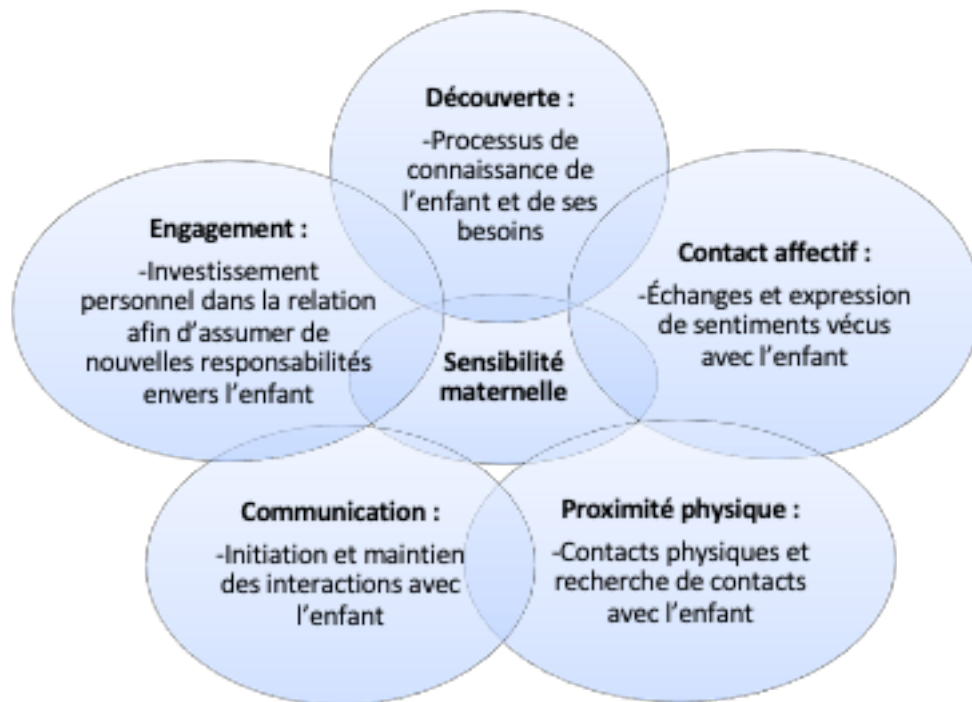 Découverte :
-Processus de
connaissance de
l'enfant et de ses
besoins
Engagement :
-Investissement
personnel dans la relation
afin d'assumer de
nouvelles responsabilités
envers l'enfant
Contact affectif :
-Échanges et expression
de sentiments vécus
avec l'enfant
Sensibilité
maternelle
Communication :
-Initiation et maintien
des interactions avec
l'enfant
Proximité physique :
-Contacts physiques et
recherche de contacts
avec l'enfant